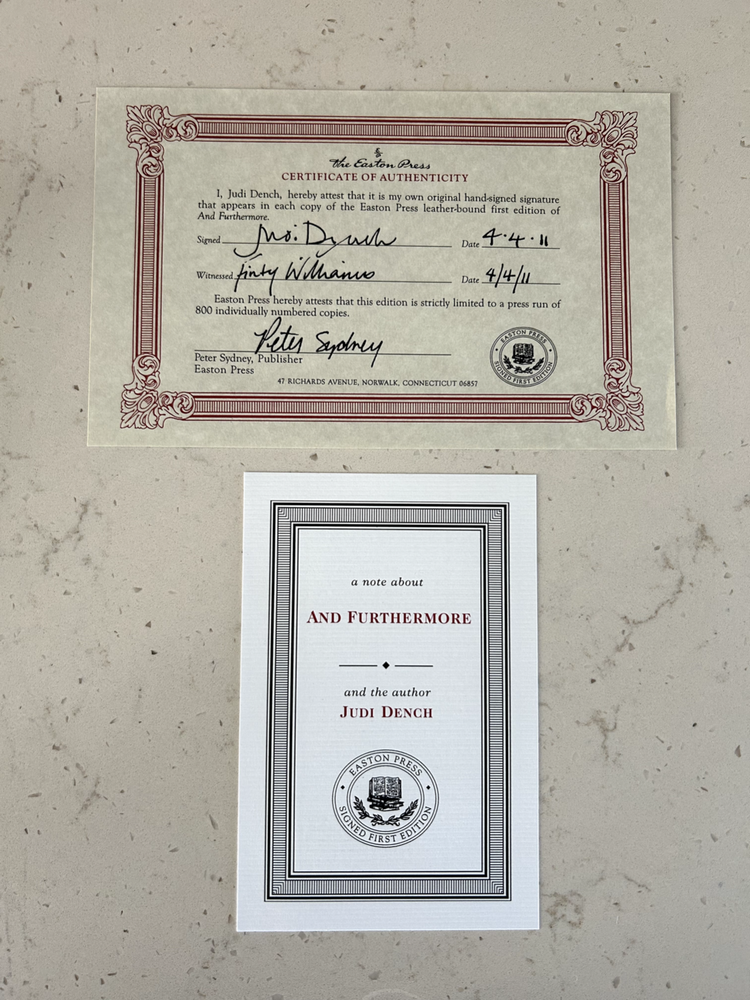 The Easton Press
CERTIFICATE OF AUTHENTICITY
I, Judi Dench, hereby attest that it is my own original hand-signed signature
that appears in each copy of the Easton Press leather-bound first edition of
And Furthermore.
Signed Judi Dench Date 4·4·11
Witnessed Finty Williams Date 4/4/11
Easton Press hereby attests that this edition is strictly limited to a press run of
800 individually numbered copies.
Peter Sydney
Peter Sydney, Publisher
Easton Press
EASTON PRESS
SIGNED FIRST EDITION
47 RICHARDS AVENUE, NORWALK, CONNECTICUT 06857
a note about
AND FURTHERMORE
and the author
JUDI DENCH
EASTON PRESS
SIGNED FIRST EDITION